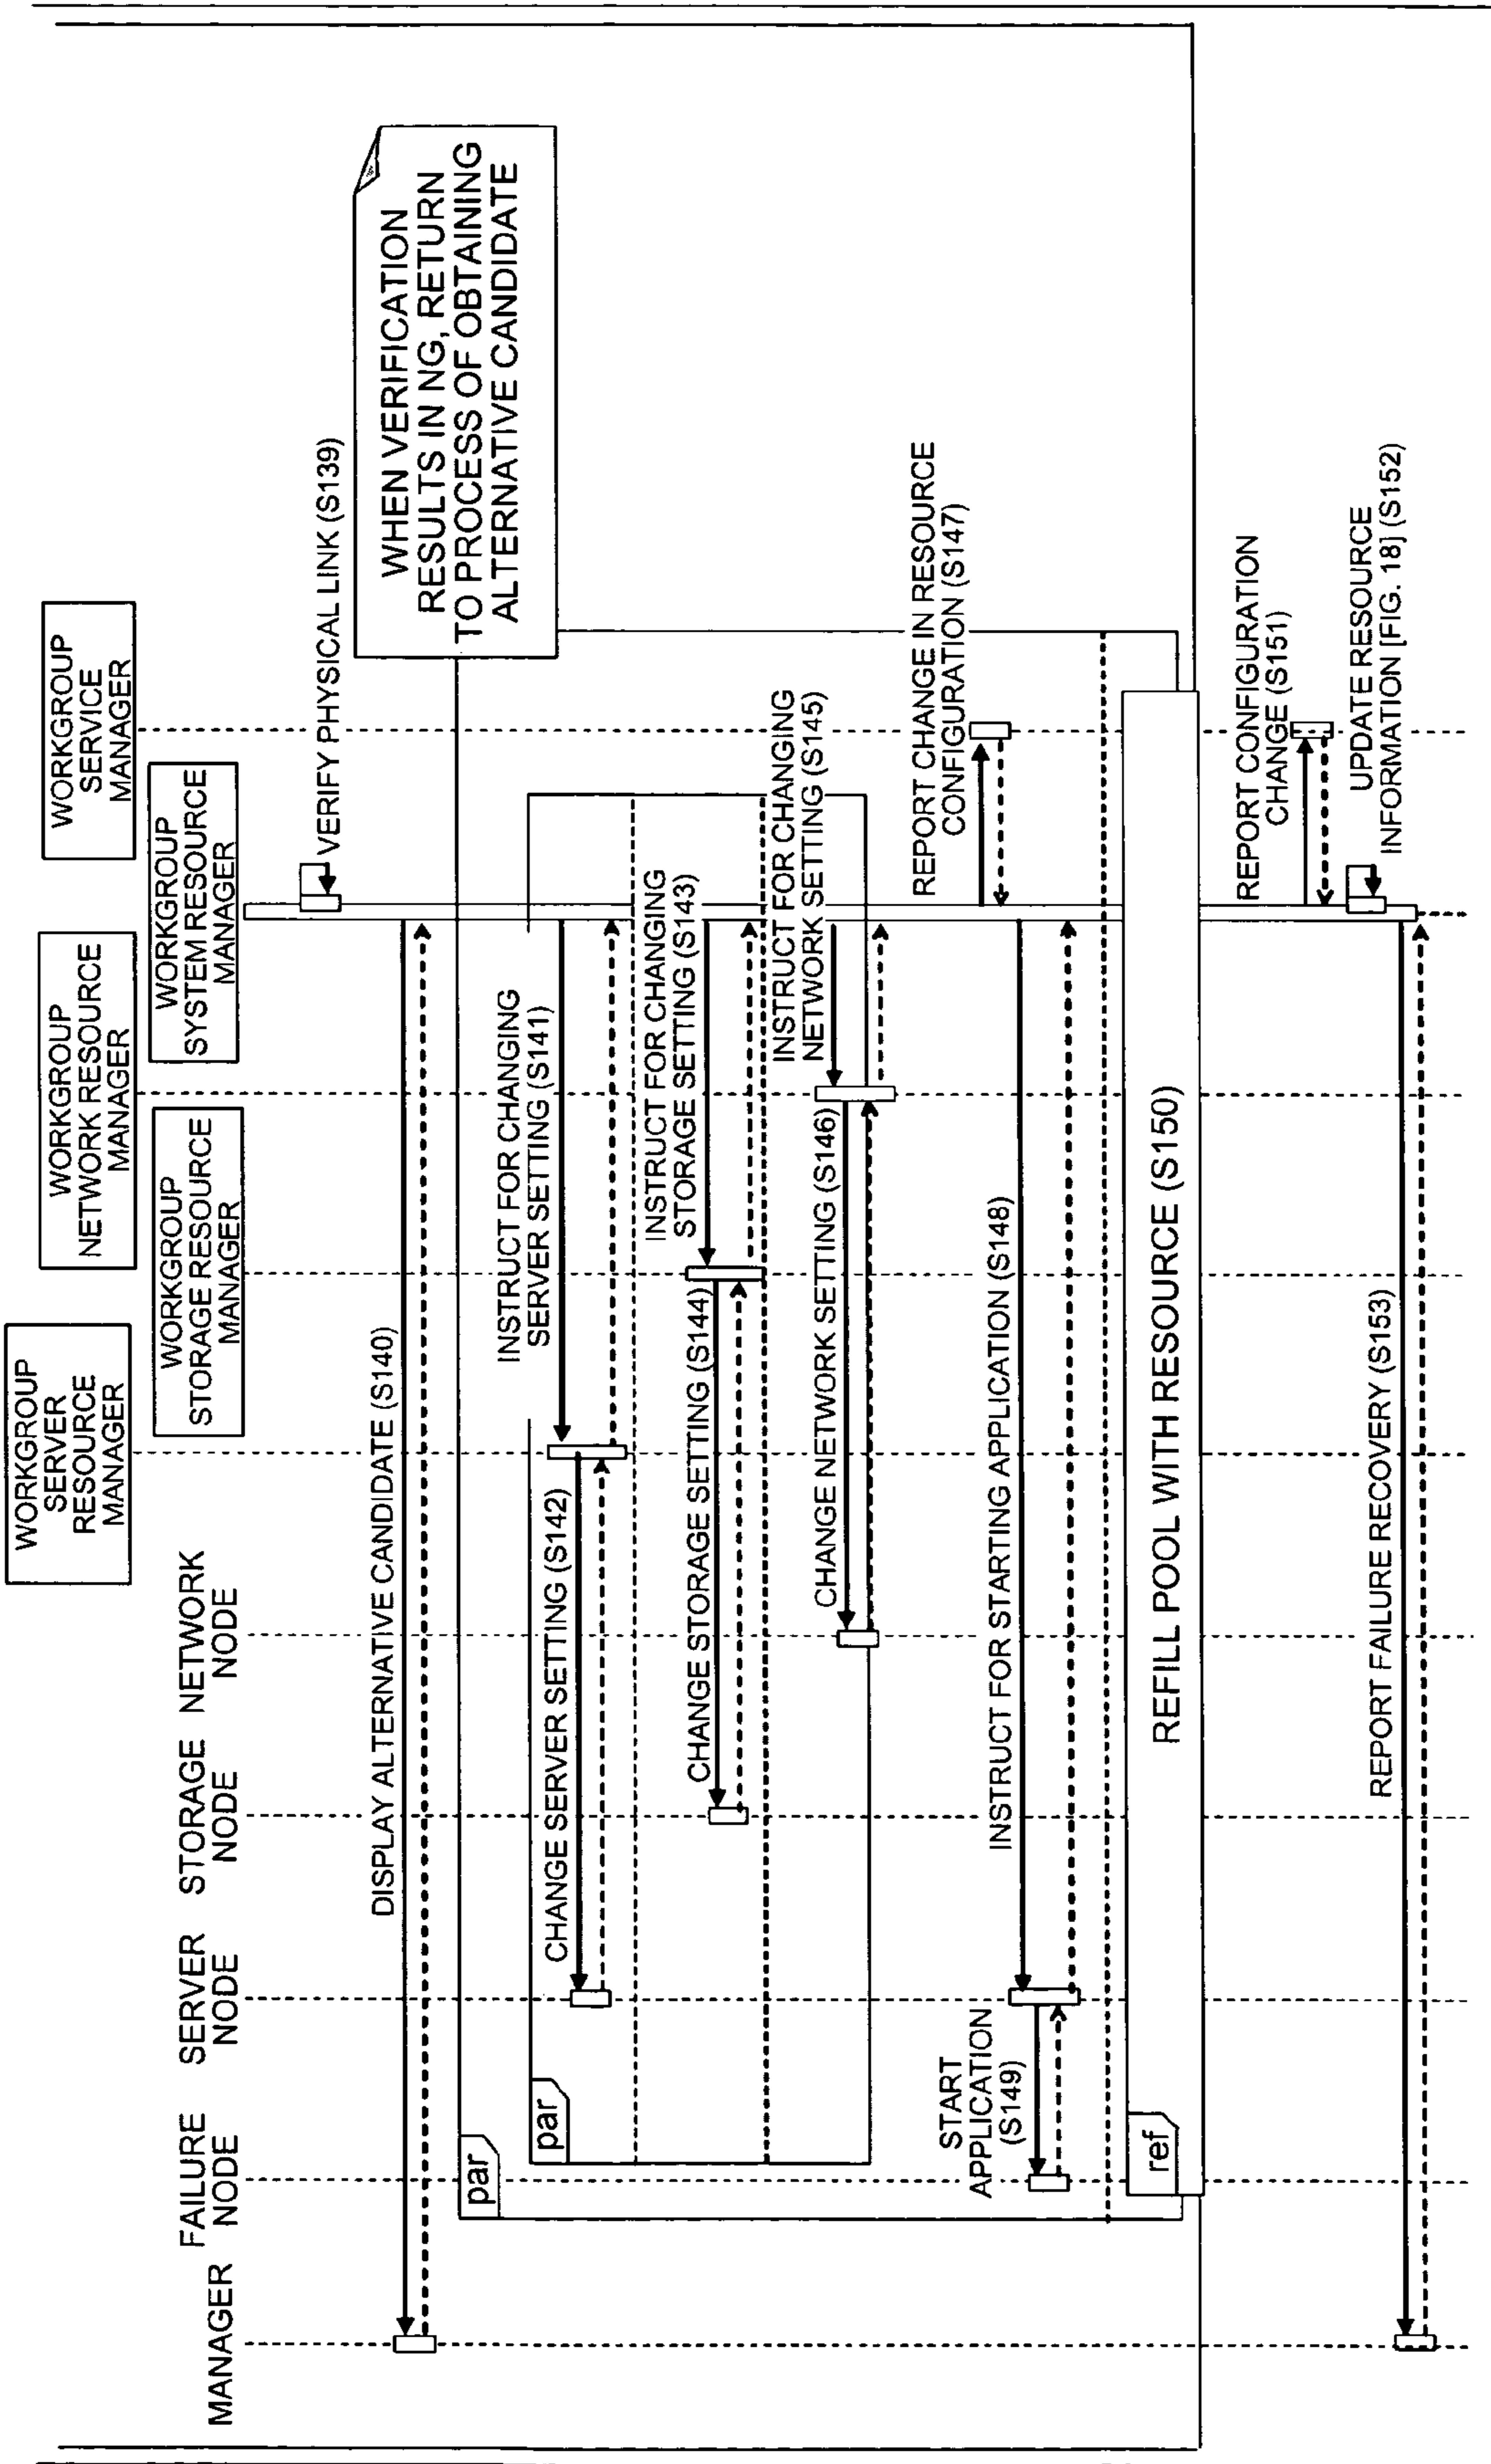 MANAGER
FAILURE
NODE
SERVER
NODE
STORAGE
NODE
NETWORK
NODE
WORKGROUP
SERVER
RESOURCE
MANAGER
WORKGROUP
STORAGE RESOURCE
MANAGER
WORKGROUP
NETWORK RESOURCE
MANAGER
WORKGROUP
SYSTEM RESOURCE
MANAGER
WORKGROUP
SERVICE
MANAGER
VERIFY PHYSICAL LINK (S139)
WHEN VERIFICATION
RESULTS IN NG, RETURN
TO PROCESS OF OBTAINING
ALTERNATIVE CANDIDATE
DISPLAY ALTERNATIVE CANDIDATE (S140)
par
par
INSTRUCT FOR CHANGING
SERVER SETTING (S141)
CHANGE SERVER SETTING (S142)
INSTRUCT FOR CHANGING
STORAGE SETTING (S143)
CHANGE STORAGE SETTING (S144)
INSTRUCT FOR CHANGING
NETWORK SETTING (S145)
CHANGE NETWORK SETTING (S146)
REPORT CHANGE IN RESOURCE
CONFIGURATION (S147)
INSTRUCT FOR STARTING APPLICATION (S148)
START
APPLICATION
(S149)
ref
REFILL POOL WITH RESOURCE (S150)
REPORT CONFIGURATION
CHANGE (S151)
UPDATE RESOURCE
INFORMATION [FIG. 18] (S152)
REPORT FAILURE RECOVERY (S153)